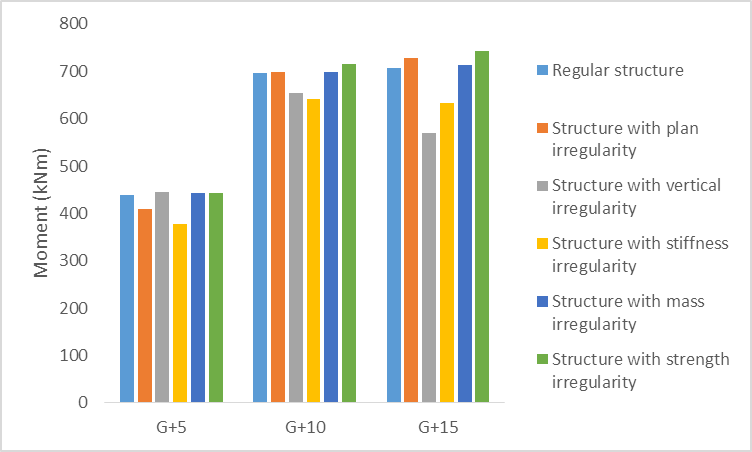 800
700
600
500
400
300
200
100
0
Moment (kNm)
G+5
G+10
G+15
Regular structure
Structure with plan
irregularity
Structure with vertical
irregularity
Structure with stiffness
irregularity
Structure with mass
irregularity
Structure with strength
irregularity